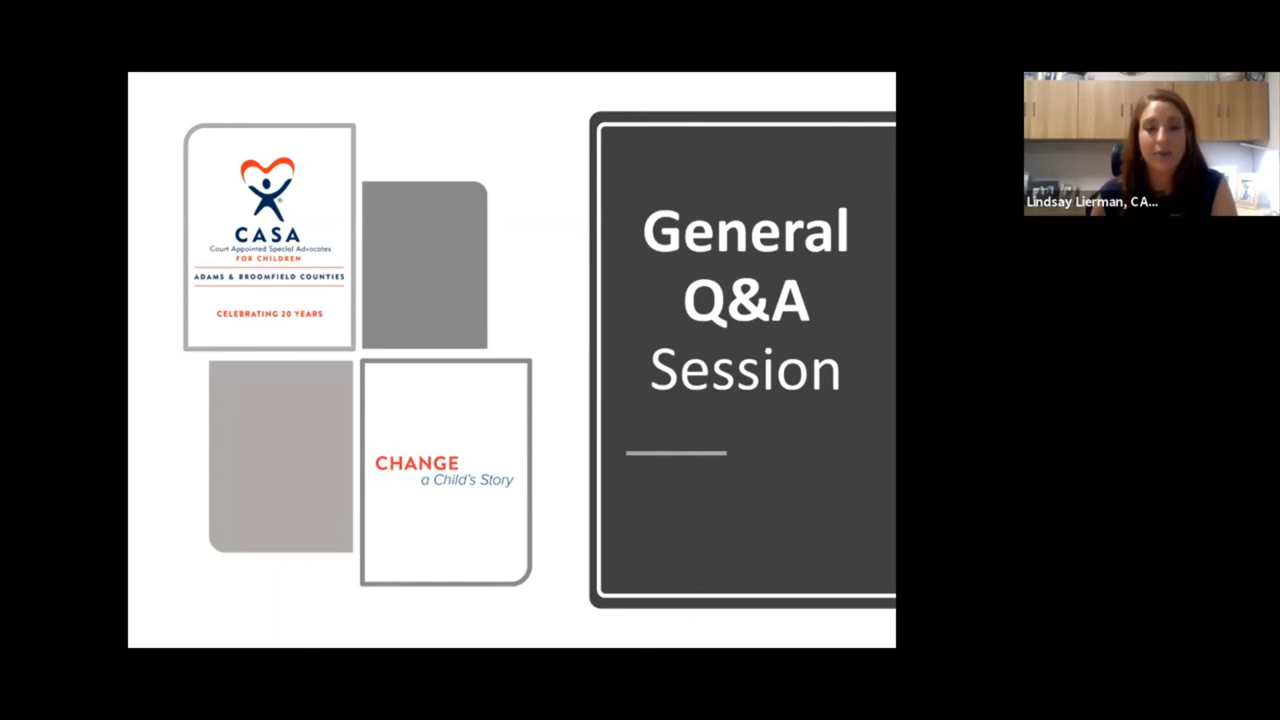 CASA
Court Appointed Special Advocates
FOR CHILDREN
ADAMS & BROOMFIELD COUNTIES
CELEBRATING 20 YEARS
CHANGE
a Child's Story
General
Q&A
Session
Lindsay Lierman, CA...